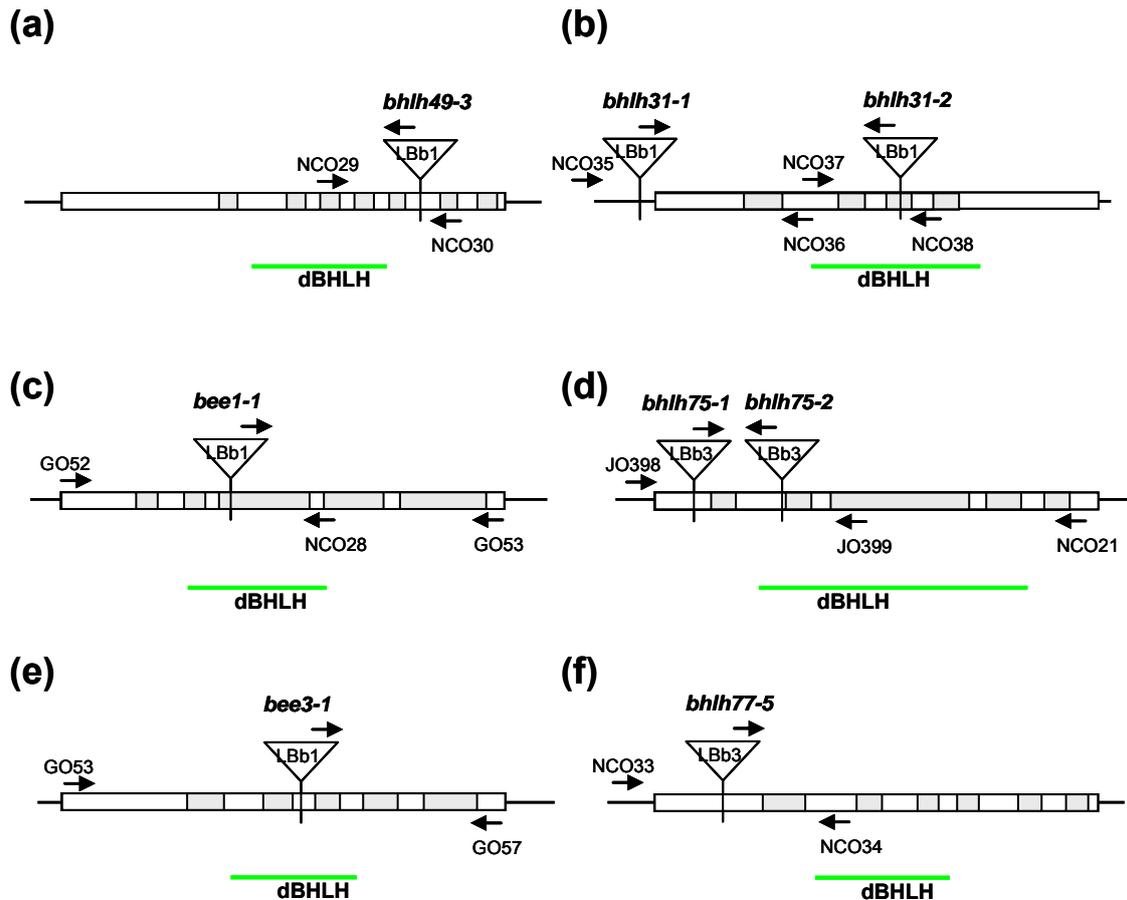 (a)
bhlh49-3
LBb1
NCO29
NCO30
dBHLH
(b)
bhlh31-1
bhlh31-2
NCO35
LBb1
NCO37
LBb1
NCO36
NCO38
dBHLH
(c)
bee1-1
LBb1
GO52
NCO28
GO53
dBHLH
(d)
bhlh75-1
bhlh75-2
JO398
LBb3
LBb3
JO399
NCO21
dBHLH
(e)
bee3-1
LBb1
GO53
GO57
dBHLH
(f)
bhlh77-5
LBb3
NCO33
NCO34
dBHLH